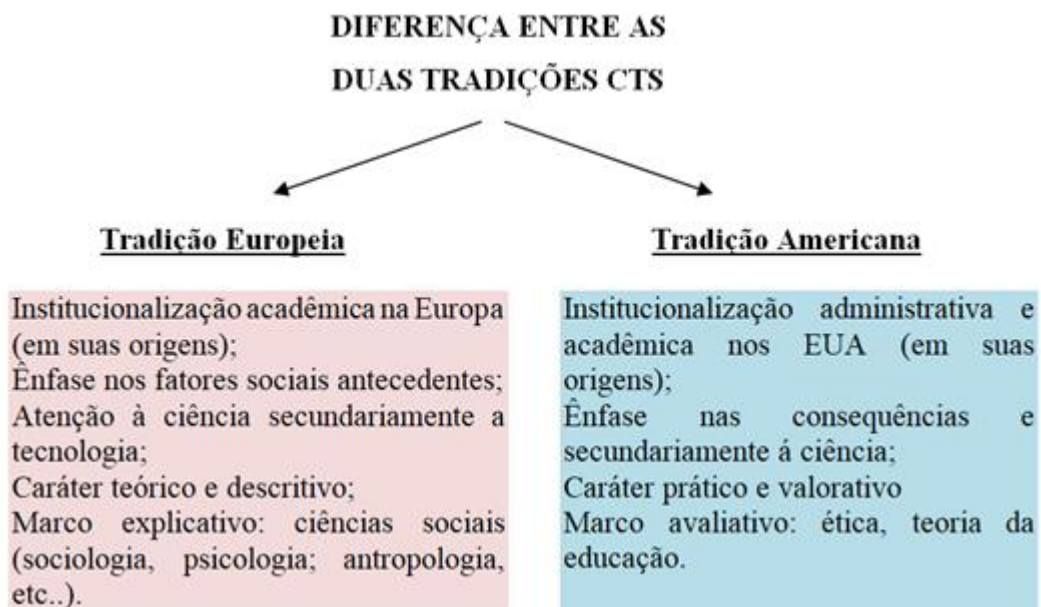 DIFERENÇA ENTRE AS
DUAS TRADIÇÕES CTS
Tradição Europeia
Institucionalização acadêmica na Europa
(em suas origens);
Ênfase nos fatores sociais antecedentes;
Atenção à ciência secundariamente a
tecnologia;
Caráter teórico e descritivo;
Marco explicativo: ciências sociais
(sociologia, psicologia; antropologia,
etc..).
Tradição Americana
Institucionalização administrativa e
acadêmica nos EUA (em suas
origens);
Ênfase nas consequências e
secundariamente á ciência;
Caráter prático e valorativo
Marco avaliativo: ética, teoria da
educação.